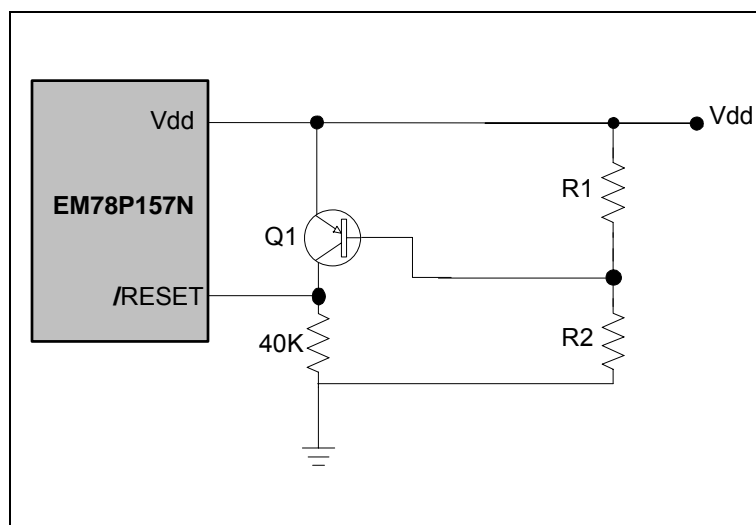 Vdd
Vdd
R1
EM78P157N
Q1
/RESET
R2
40K